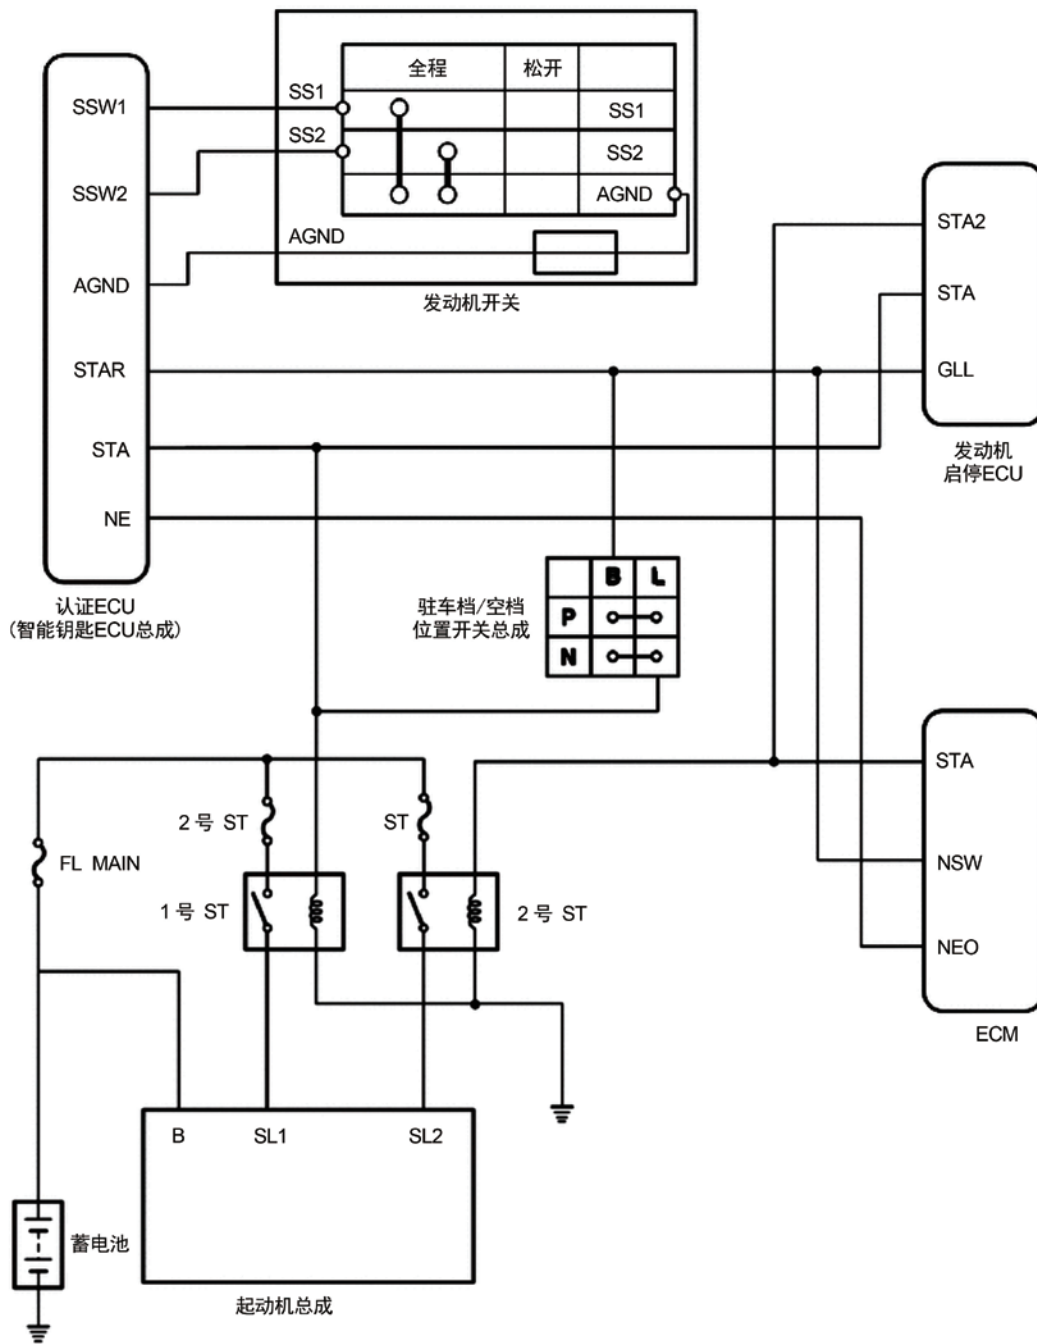 全程 松开
SSW1 SS1 SS1
SS2 SS2
SSW2 AGND
STA2
AGND
AGND STA
发动机开关
STAR GLL
STA 发动机
启停ECU
NE
B L
认证ECU 驻车档/空档 P
(智能钥匙ECU总成) 位置开关总成 N
STA
2号 ST ST
FL MAIN NSW
1号 ST 2号 ST
NEO
ECM
B SL1 SL2
蓄电池
起动机总成